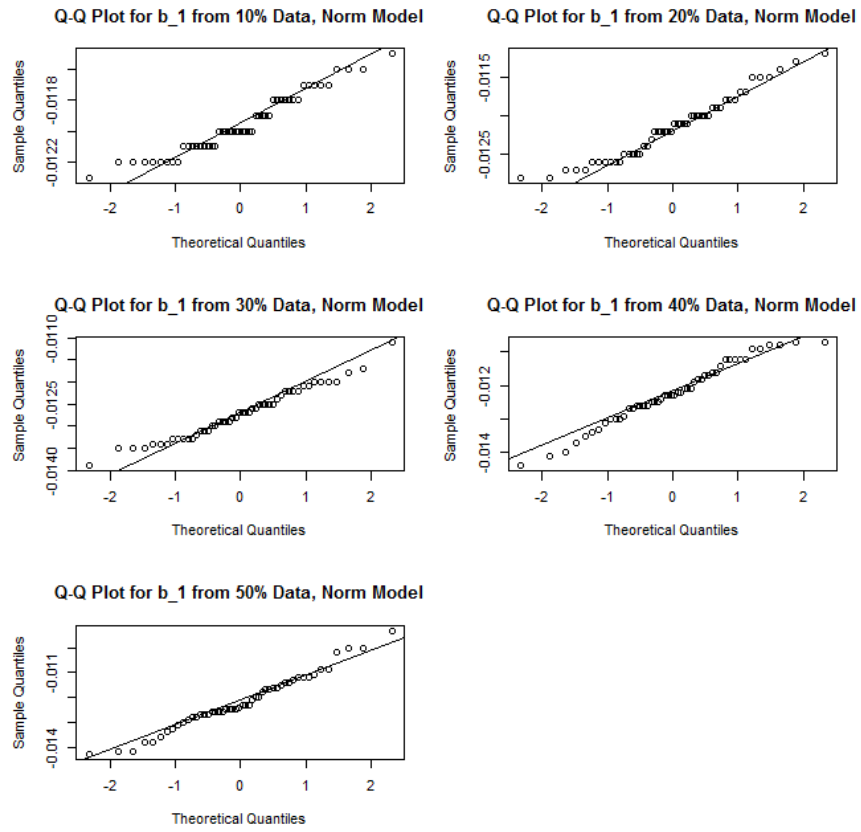 Q-Q Plot for b_1 from 10% Data, Norm Model
Sample Quantiles
-0.0118
-0.0122
-2 -1 0 1 2
Theoretical Quantiles
Q-Q Plot for b_1 from 20% Data, Norm Model
Sample Quantiles
-0.0115
-0.0125
-2 -1 0 1 2
Theoretical Quantiles
Q-Q Plot for b_1 from 30% Data, Norm Model
Sample Quantiles
-0.0110
-0.0125
-0.0140
-2 -1 0 1 2
Theoretical Quantiles
Q-Q Plot for b_1 from 40% Data, Norm Model
Sample Quantiles
-0.012
-0.014
-2 -1 0 1 2
Theoretical Quantiles
Q-Q Plot for b_1 from 50% Data, Norm Model
Sample Quantiles
-0.011
-0.014
-2 -1 0 1 2
Theoretical Quantiles